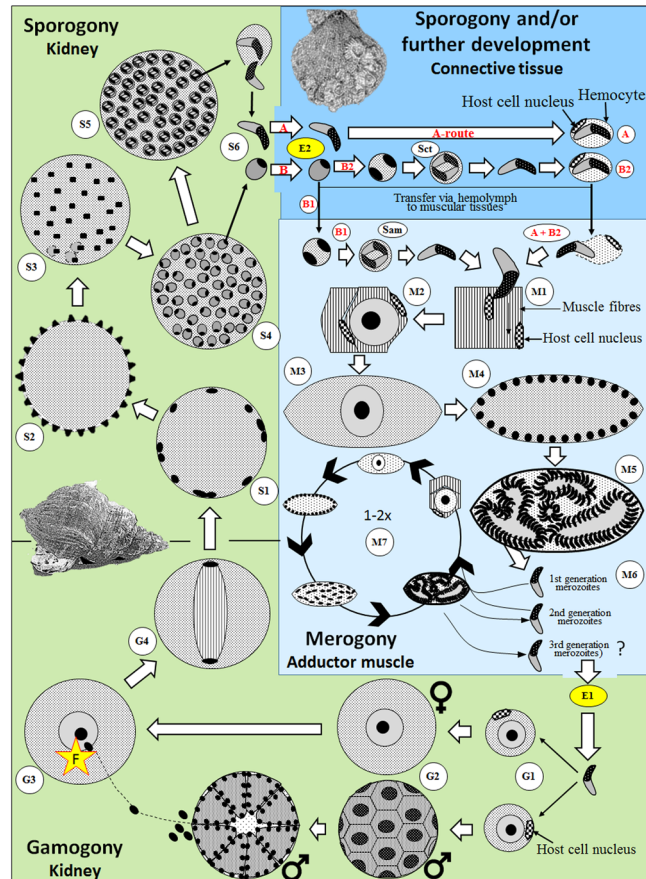 Sporogony
Kidney
Sporogony and/or
further development
Connective tissue
Host cell nucleus
Hemocyte
S5
S6
A
E2
A-route
A
B
B2
Sct
B2
B1
Transfer via hemolymph
to muscular tissues
S3
B1
Sam
A + B2
S4
M2
M1
Muscle fibres
Host cell nucleus
M3
M4
S2
S1
M5
1-2x
M7
M6
1st generation
merozoites
2nd generation
merozoites
3rd generation
merozoites)
?
G4
Merogony
Adductor muscle
E1
♀
G3
F
G2
G1
♂
♂
Host cell nucleus
Gamogony
Kidney